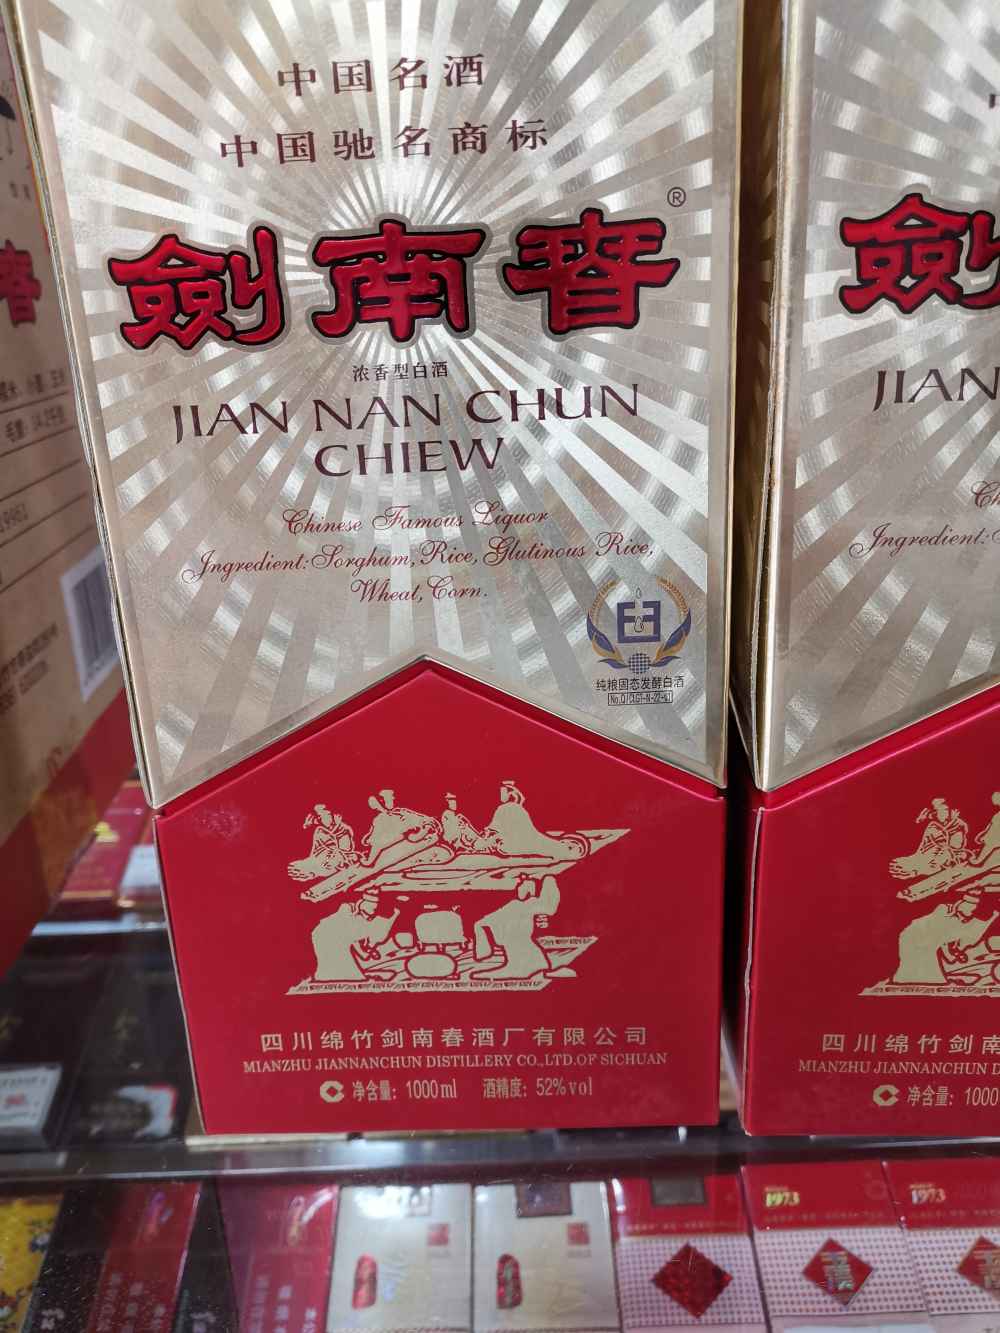 中国名酒
中国驰名商标
劍南春®
浓香型白酒
JIAN NAN CHUN
CHIEW
Chinese Famous Liquor
Ingredient: Sorghum, Rice, Glutinous Rice,
Wheat, Corn.
纯粮固态发酵白酒
四川绵竹剑南春酒厂有限公司
MIANZHU JIANNANCHUN DISTILLERY CO.,LTD.OF SICHUAN
净含量: 1000ml 酒精度: 52%vol
劍
JIAN
Ingredient:
四川绵竹剑南
MIANZHU JIANNANCHUN D
净含量: 1000
春
1973
1973